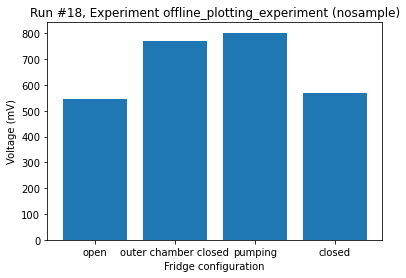 Run #18, Experiment offline_plotting_experiment (nosample)
800
700
600
500
400
300
200
100
0
Voltage (mV)
open outer chamber closed pumping closed
Fridge configuration